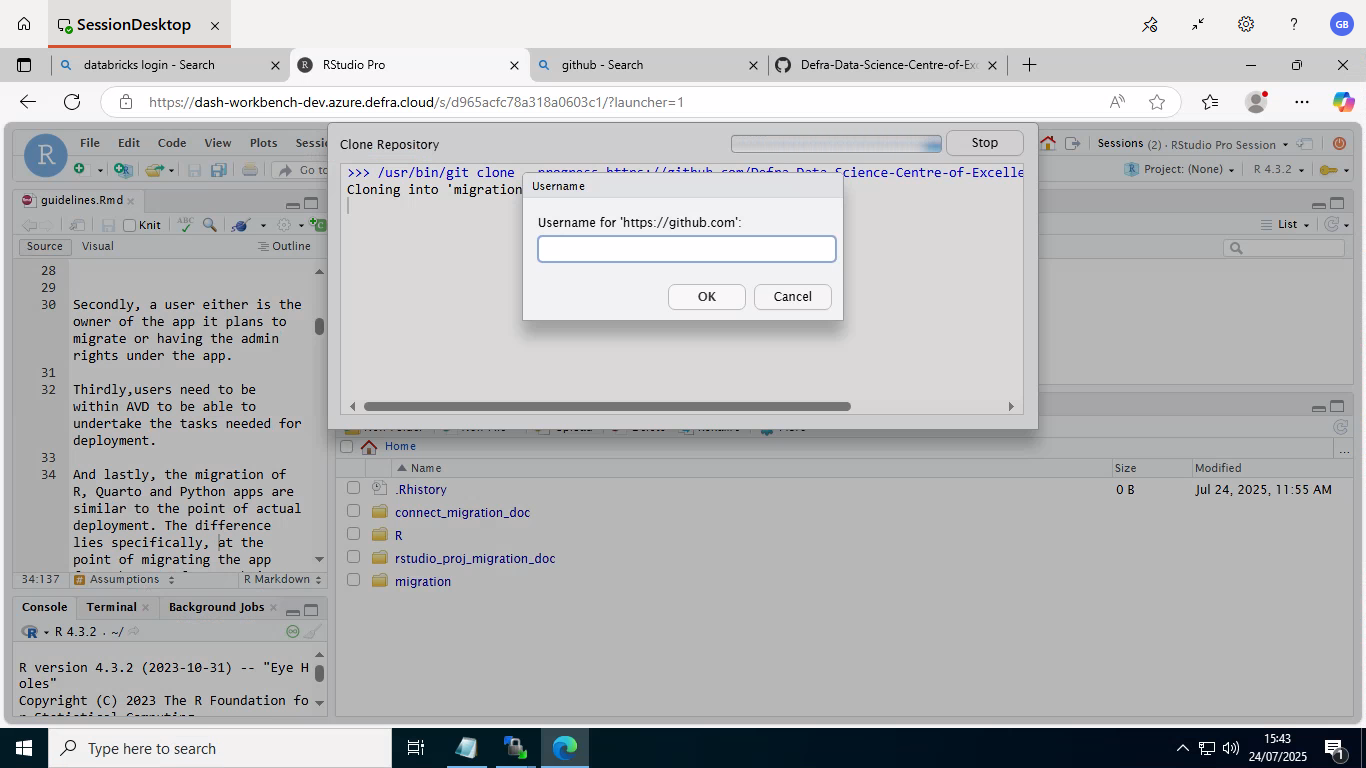 SessionDesktop
GB
databricks login - Search
RStudio Pro
github - Search
Defra-Data-Science-Centre-of-Exc
https://dash-workbench-dev.azure.defra.cloud/s/d965acfc78a318a0603c1/?launcher=1
File Edit Code View Plots Sessi
Sessions (2) RStudio Pro Session
Go to
Project: (None) R 4.3.2
Clone Repository
Stop
>>> /usr/bin/git clone --progress https://github.com/Defra-Data-Science-Centre-of-Excelle
Cloning into 'migration
Username
Username for 'https://github.com':
OK
Cancel
guidelines.Rmd
Knit
Source Visual Outline
List
28
29
30 Secondly, a user either is the
owner of the app it plans to
migrate or having the admin
rights under the app.
31
32 Thirdly,users need to be
within AVD to be able to
undertake the tasks needed for
deployment.
33
34 And lastly, the migration of
R, Quarto and Python apps are
similar to the point of actual
deployment. The difference
lies specifically, at the
point of migrating the app
34:137 # Assumptions R Markdown
Console Terminal Background Jobs
R 4.3.2 . ~/
R version 4.3.2 (2023-10-31) -- "Eye H
oles"
Copyright (C) 2023 The R Foundation fo
r Statistical Computing
Home
...
Name Size Modified
.Rhistory 0 B Jul 24, 2025, 11:55 AM
connect_migration_doc
R
rstudio_proj_migration_doc
migration
Type here to search
15:43
24/07/2025
1